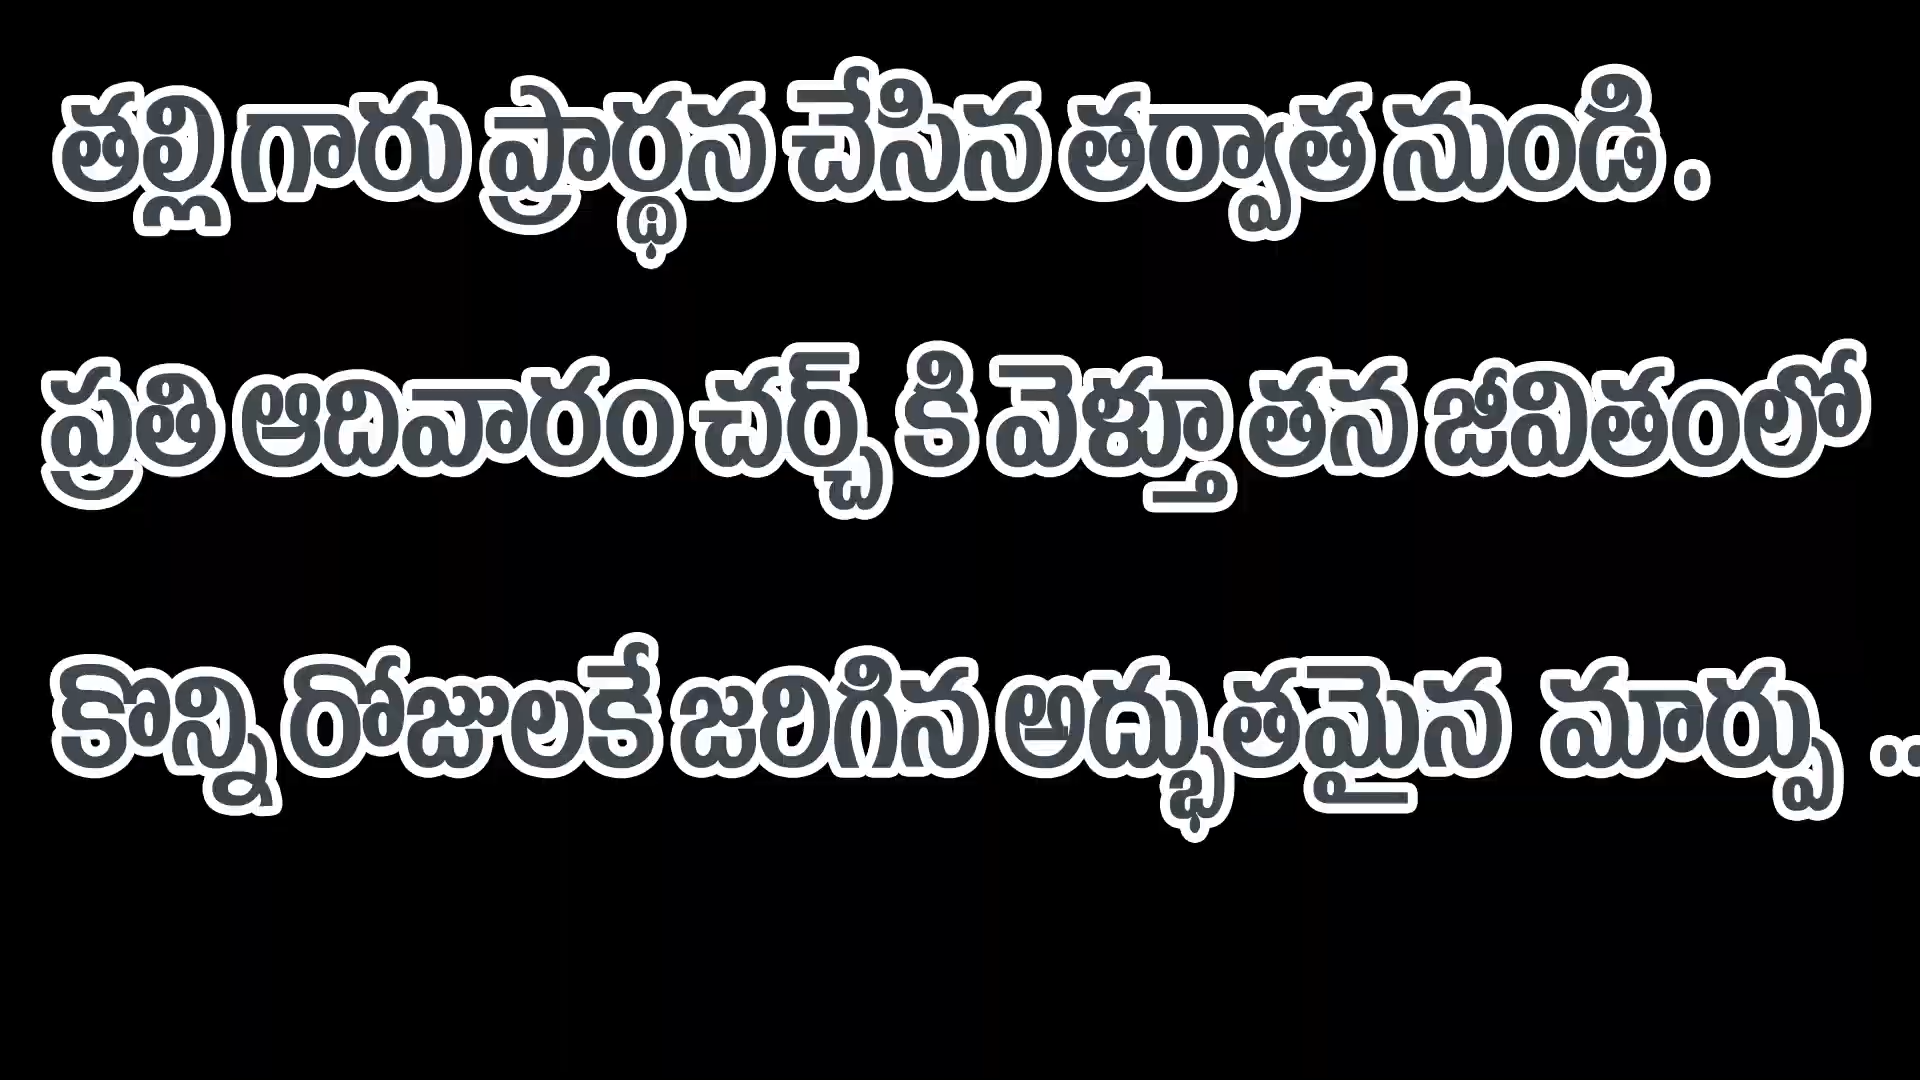 తల్లి గారు ప్రార్థన చేసిన తర్వాత నుండి .
ప్రతి ఆదివారం చర్చ్ కి వెళ్తూ తన జీవితంలో
కొన్ని రోజులకే జరిగిన అద్భుతమైన మార్పు ..